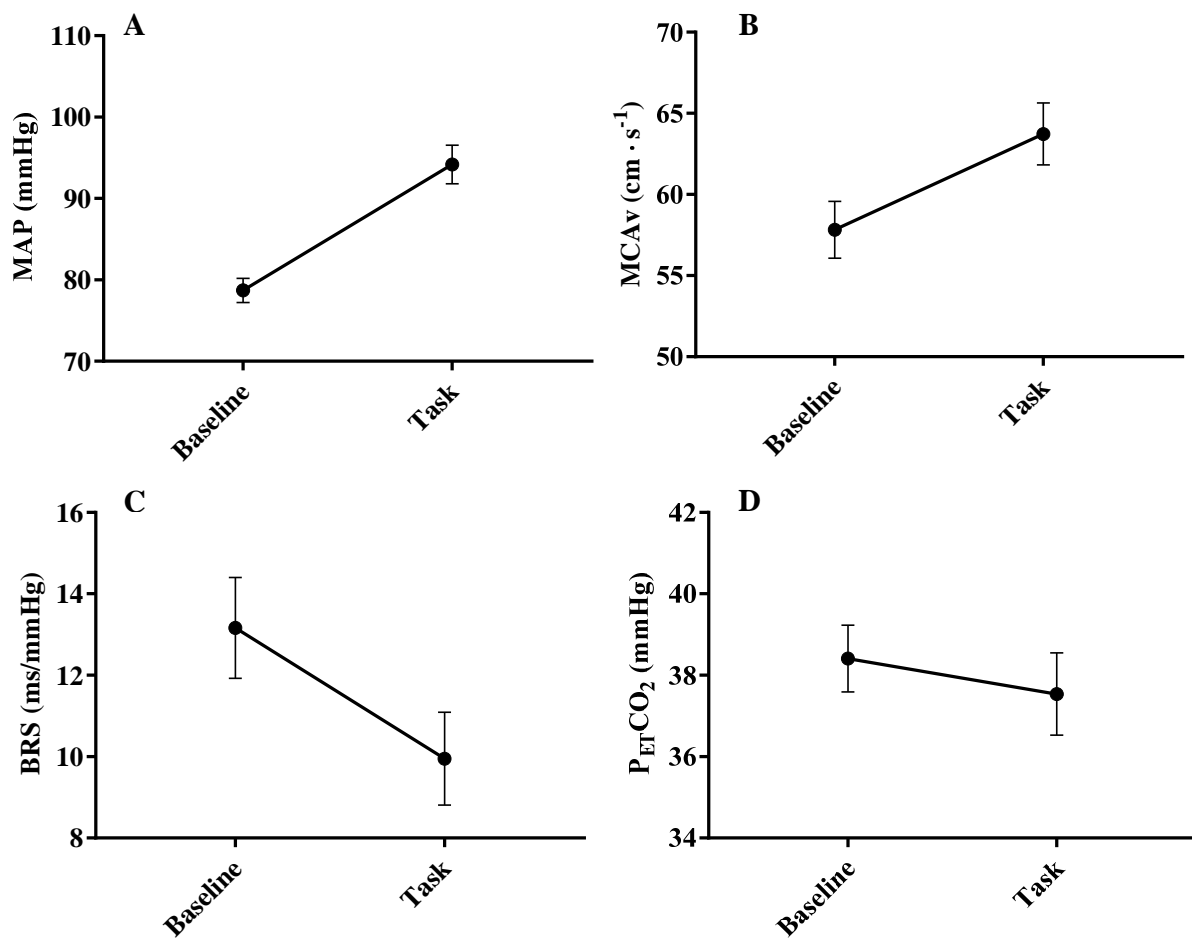 A
110
100
90
80
70
MAP (mmHg)
Baseline
Task
B
70
65
60
55
50
MCAv (cm · s⁻¹)
Baseline
Task
C
16
14
12
10
8
BRS (ms/mmHg)
Baseline
Task
D
42
40
38
36
34
P_ETCO₂ (mmHg)
Baseline
Task